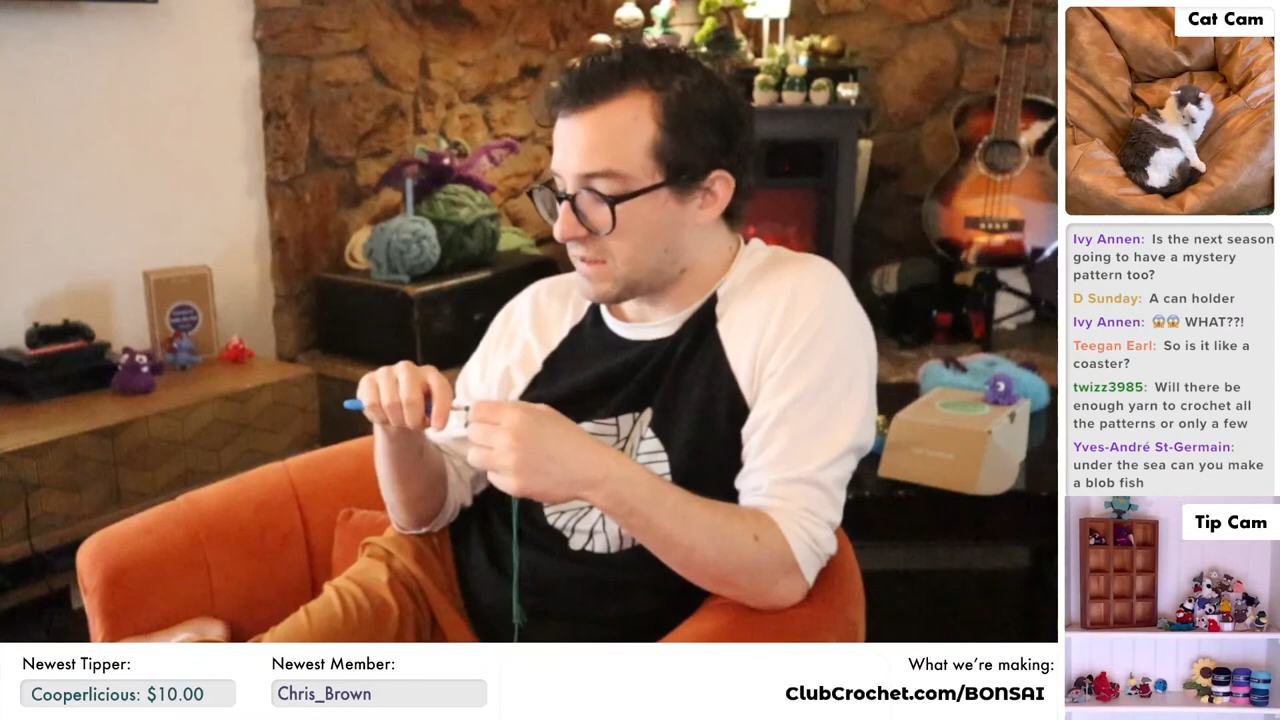 Cat Cam
Ivy Annen: Is the next season
going to have a mystery
pattern too?
D Sunday: A can holder
Ivy Annen: 😱😱 WHAT??!
Teegan Earl: So is it like a
coaster?
twizz3985: Will there be
enough yarn to crochet all
the patterns or only a few
Yves-André St-Germain:
under the sea can you make
a blob fish
Tip Cam
Newest Tipper:
Cooperlicious: $10.00
Newest Member:
Chris_Brown
What we're making:
ClubCrochet.com/BONSAI